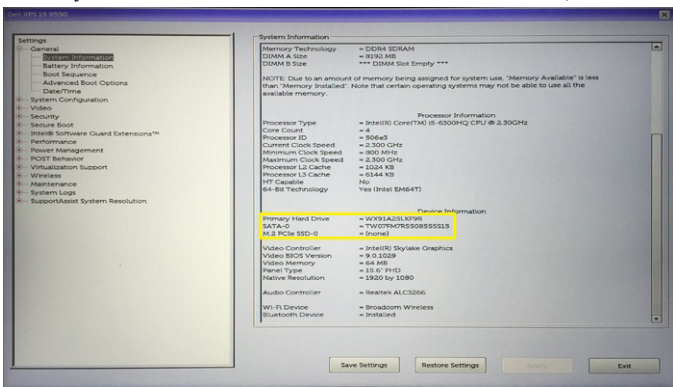 Dell XPS 15 9550
Settings
General
System Information
Battery Information
Boot Sequence
Advanced Boot Options
Date/Time
System Configuration
Video
Security
Secure Boot
Intel® Software Guard Extensions™
Performance
Power Management
POST Behavior
Virtualization Support
Wireless
Maintenance
System Logs
SupportAssist System Resolution
System Information
Memory Technology = DDR4 SDRAM
DIMM A Size = 8192 MB
DIMM B Size *** DIMM Slot Empty ***
NOTE: Due to an amount of memory being assigned for system use, "Memory Available" is less
than "Memory Installed". Note that certain operating systems may not be able to use all the
available memory.
Processor Information
Processor Type = Intel(R) Core(TM) i5-6300HQ CPU @ 2.30GHz
Core Count = 4
Processor ID = 506e3
Current Clock Speed = 2.300 GHz
Minimum Clock Speed = 800 MHz
Maximum Clock Speed = 2.300 GHz
Processor L2 Cache = 1024 KB
Processor L3 Cache = 6144 KB
HT Capable No
64-Bit Technology Yes (Intel EM64T)
Device Information
Primary Hard Drive
SATA-0
M.2 PCIe SSD-0 = (none)
Video Controller = Intel(R) Skylake Graphics
Video BIOS Version = 9.0.1029
Video Memory = 64 MB
Panel Type = 15.6" FHD
Native Resolution = 1920 by 1080
Audio Controller = Realtek ALC3266
Wi-Fi Device = Broadcom Wireless
Bluetooth Device = Installed
Save Settings
Restore Settings
Apply
Exit